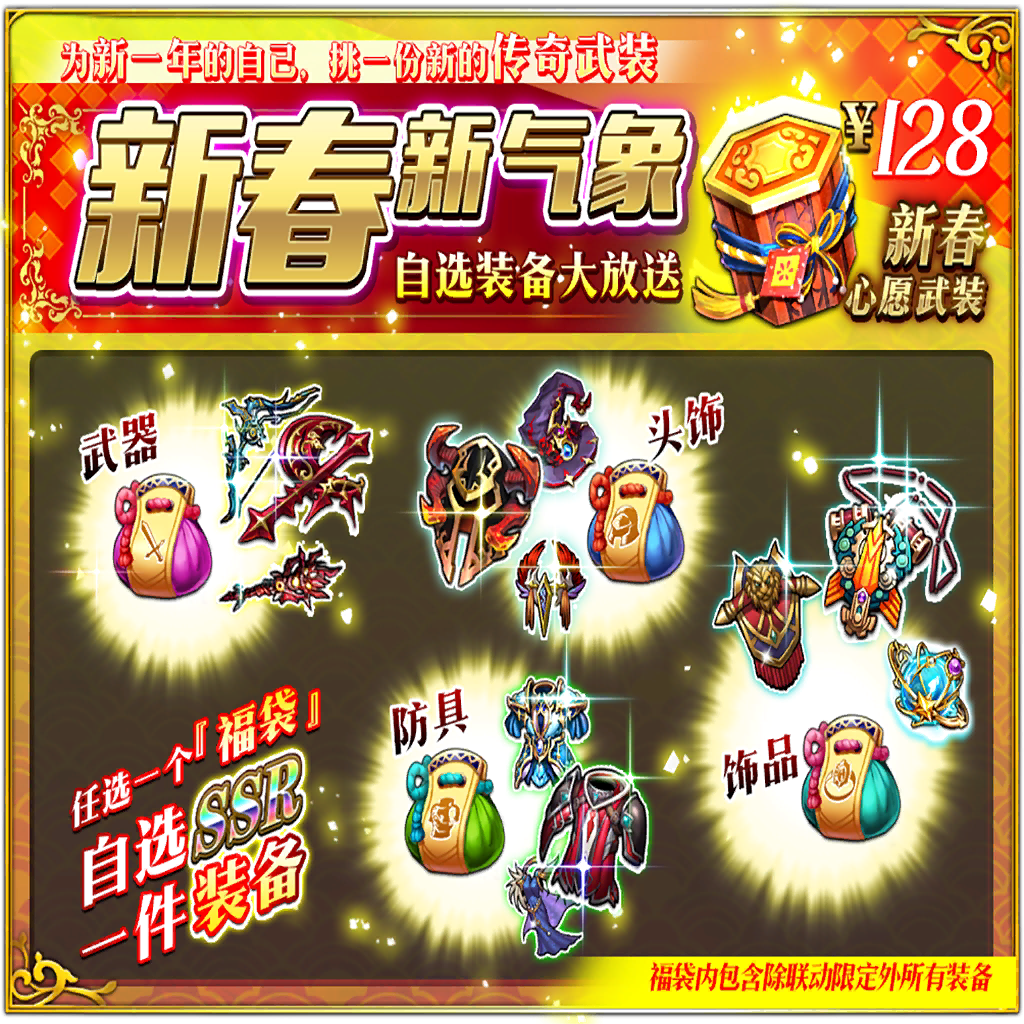 为新一年的自己，挑一份新的传奇武装
新春新气象
自选装备大放送
¥128
新春
心愿武装
武器
头饰
防具
饰品
任选一个『福袋』
自选SSR
一件装备
福袋内包含除联动限定外所有装备